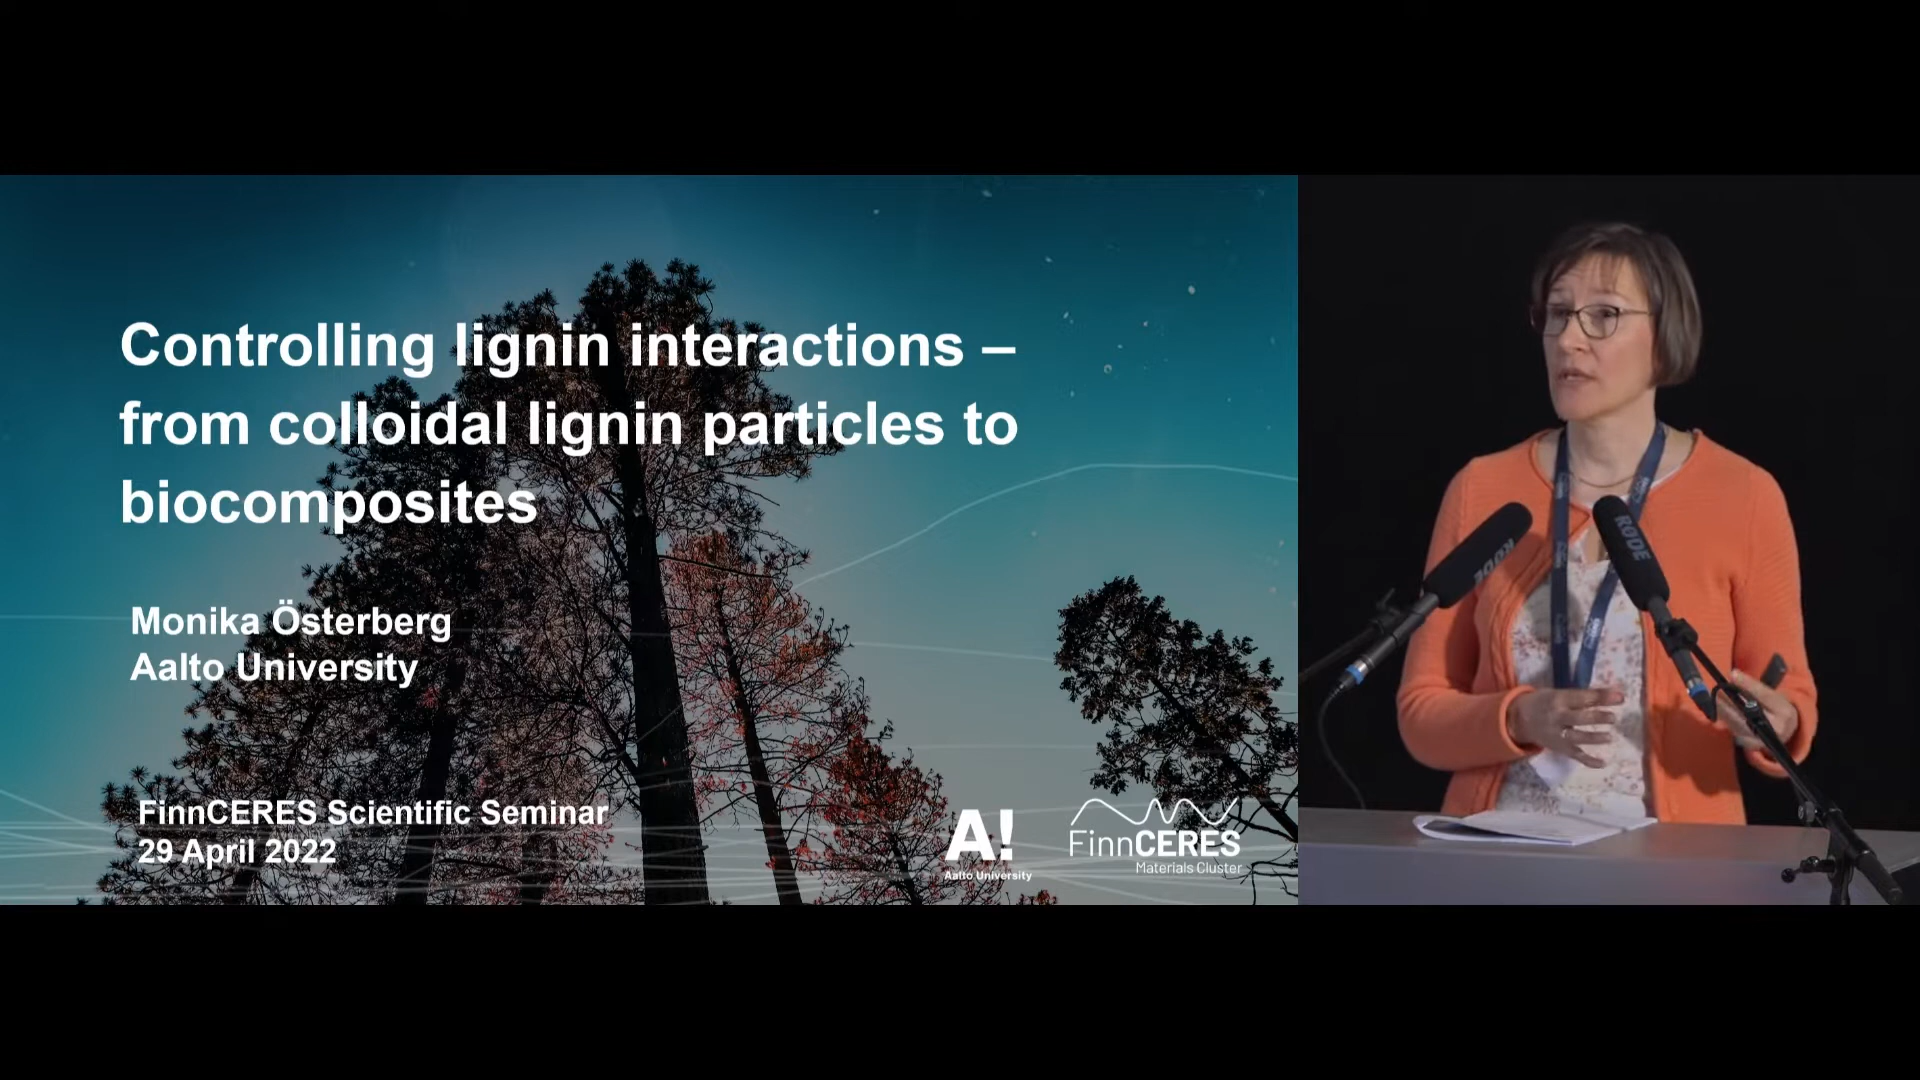 Controlling lignin interactions –
from colloidal lignin particles to
biocomposites
Monika Österberg
Aalto University
FinnCERES Scientific Seminar
29 April 2022
A!
Aalto University
FinnCERES
Materials Cluster
RØDE
RØDE